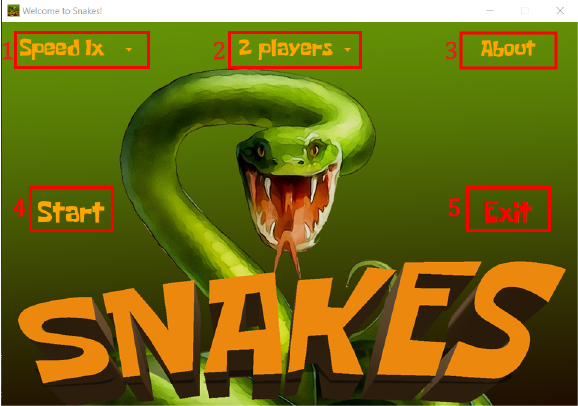 Welcome to Snakes!
1 Speed 1x 2 2 players 3 About
4 Start 5 Exit
SNAKES